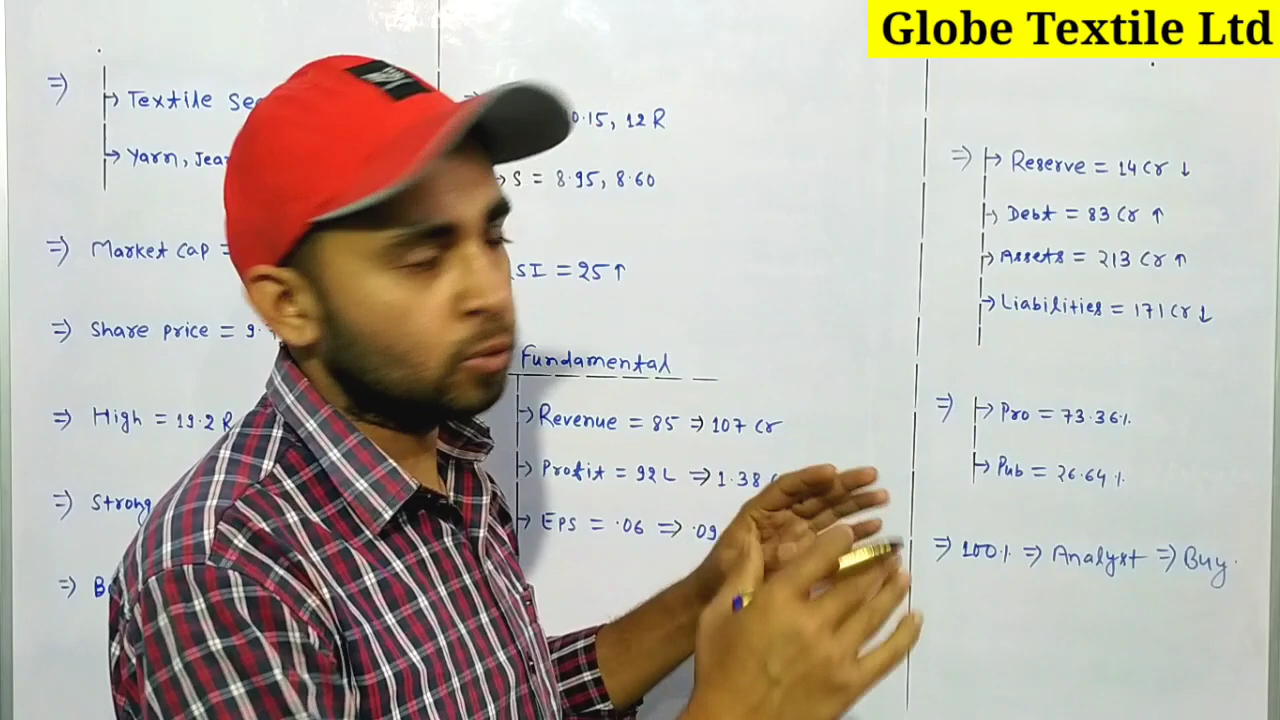 Globe Textile Ltd
=> → Textile
→ Yarn,
=> Market cap =
=> Share price = 9.
=> High = 19.2 R
=> Strong
=>
0.15, 12 R
→ S = 8.95, 8.60
SI = 25 ↑
Fundamental
→ Revenue = 85 => 107 Cr
→ Profit = 92 L => 1.38
→ EPS = .06 => .09
=> → Reserve = 14 Cr ↓
→ Debt = 83 Cr ↑
→ Assets = 213 Cr ↑
→ Liabilities = 171 Cr ↓
=> → Pro = 73.36%
→ Pub = 26.64 %
=> 100% => Analyst => Buy.